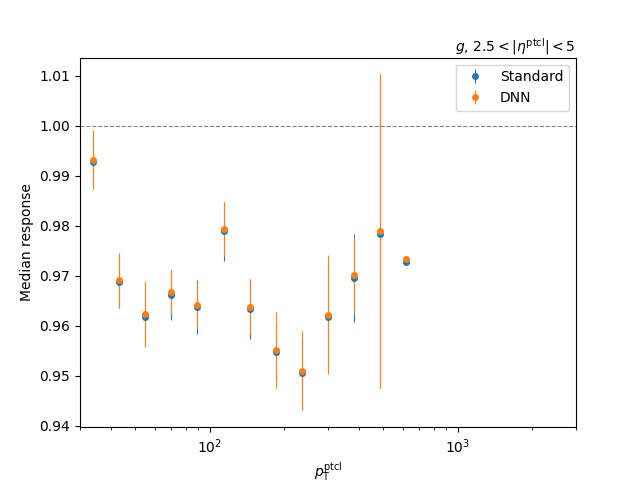 g, 2.5 < |η^ptcl| < 5
Standard
DNN
1.01
1.00
0.99
0.98
0.97
0.96
0.95
0.94
Median response
10^2
10^3
p_T^ptcl